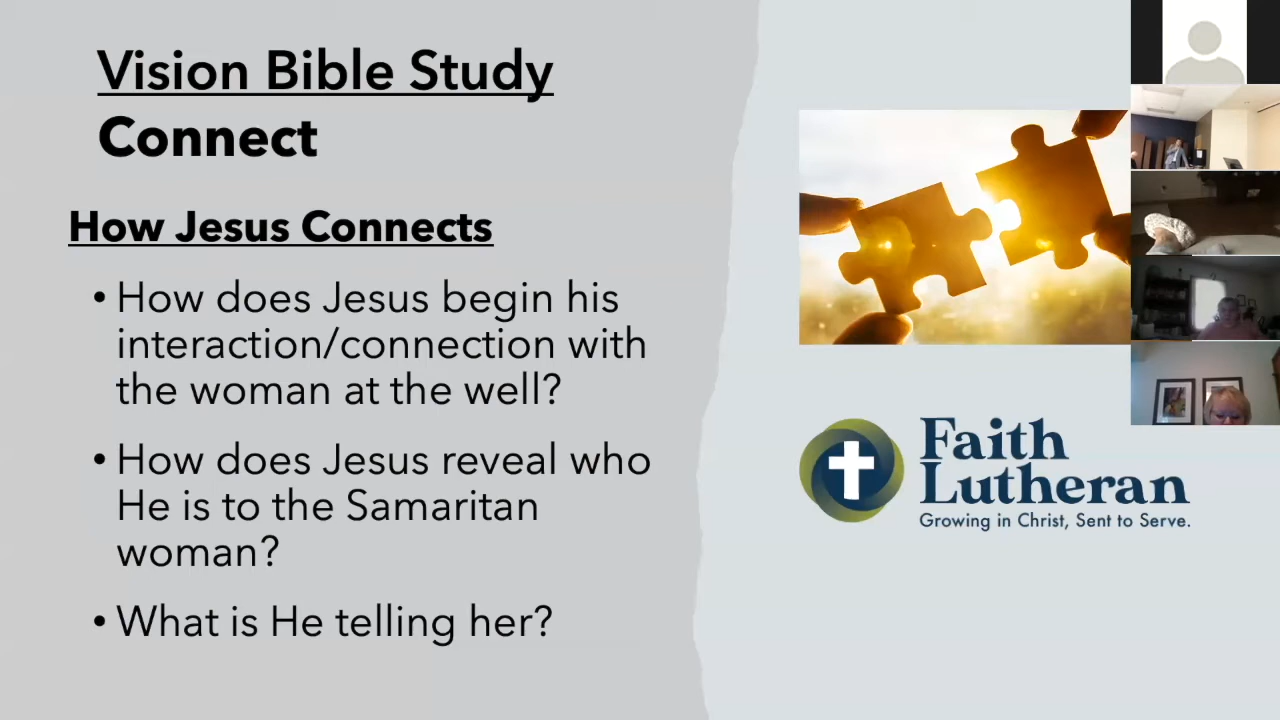 Vision Bible Study
Connect
How Jesus Connects
• How does Jesus begin his
interaction/connection with
the woman at the well?
• How does Jesus reveal who
He is to the Samaritan
woman?
• What is He telling her?
Faith
Lutheran
Growing in Christ, Sent to Serve.